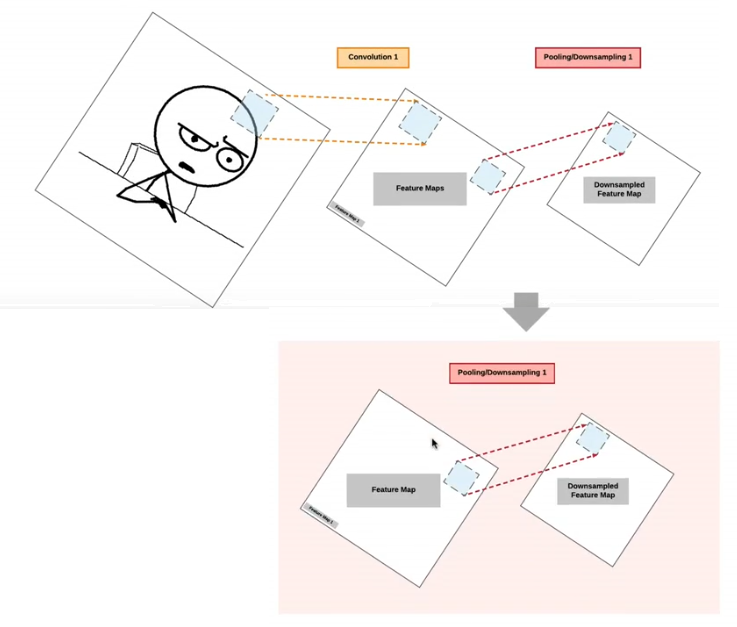 Convolution 1
Pooling/Downsampling 1
Feature Maps
Downsampled
Feature Map
Feature Map 1
Pooling/Downsampling 1
Feature Map
Downsampled
Feature Map
Feature Map 1